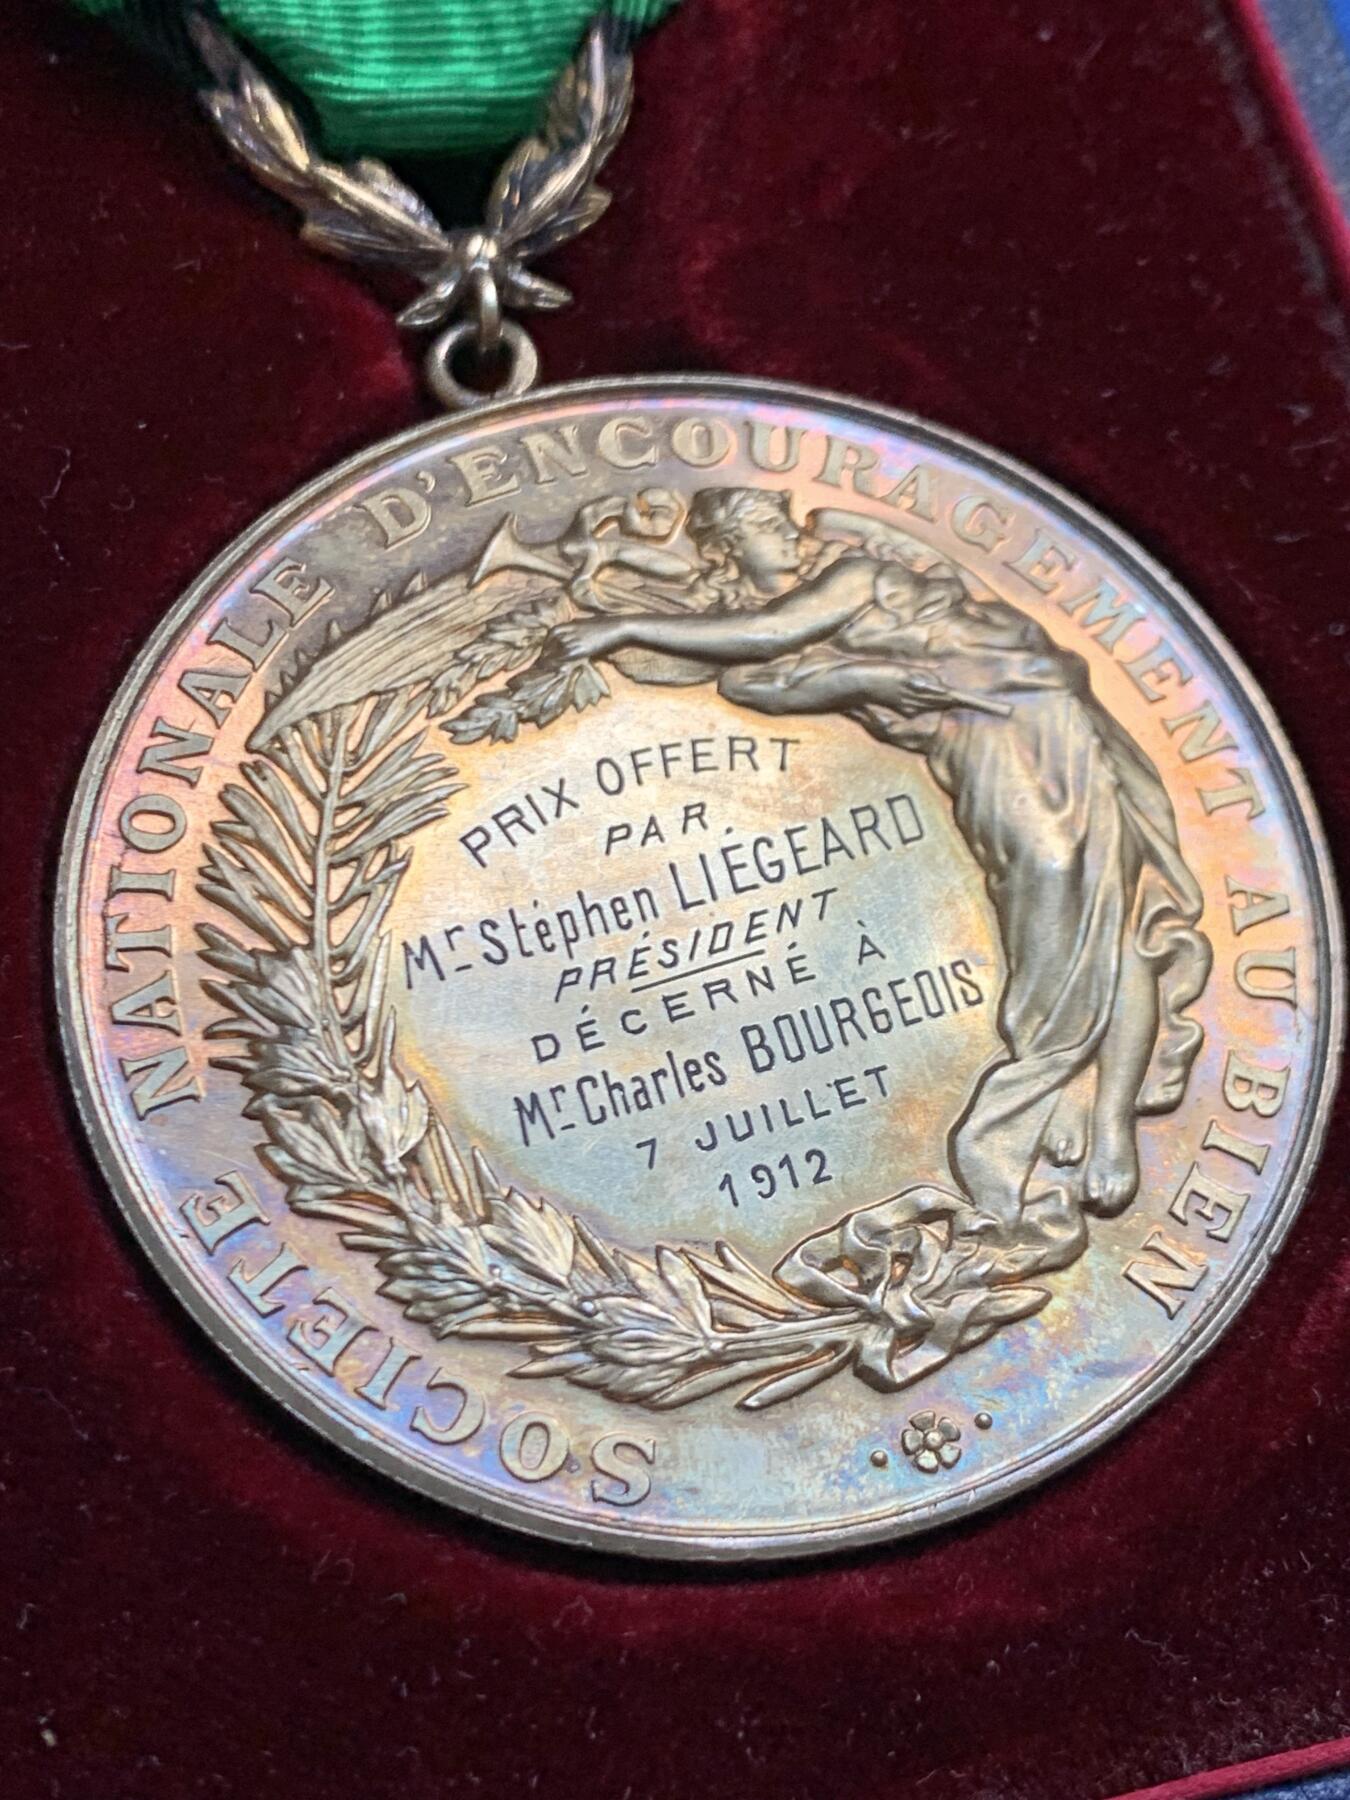 SOCIETE NATIONALE D'ENCOURAGEMENT AU BIEN
PRIX OFFERT
PAR
Mr Stéphen LIÉGEARD
PRÉSIDENT
DÉCERNÉ À
Mr Charles BOURGEOIS
7 JUILLET
1912